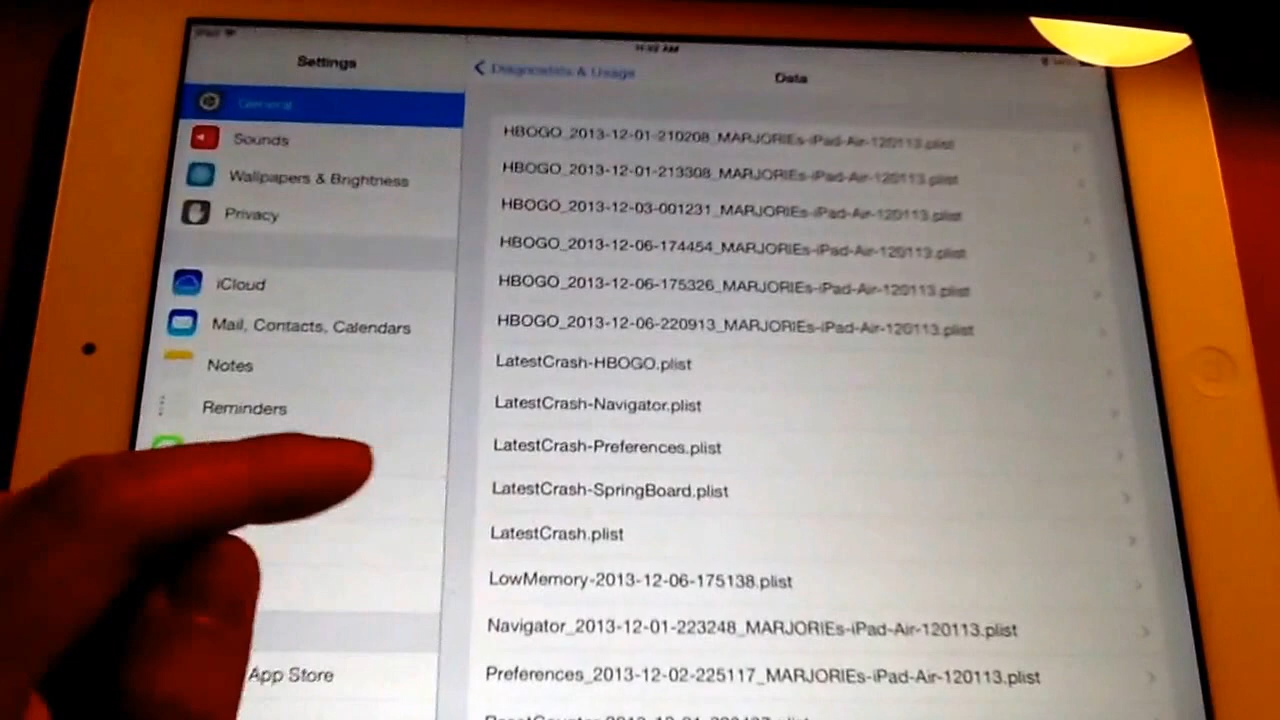 iPad
11:42 AM
Settings
Diagnostics & Usage
Data
General
Sounds
Wallpapers & Brightness
Privacy
iCloud
Mail, Contacts, Calendars
Notes
Reminders
App Store
HBOGO_2013-12-01-210208_MARJORIEs-iPad-Air-120113.plist
HBOGO_2013-12-01-213308_MARJORIEs-iPad-Air-120113.plist
HBOGO_2013-12-03-001231_MARJORIEs-iPad-Air-120113.plist
HBOGO_2013-12-06-174454_MARJORIEs-iPad-Air-120113.plist
HBOGO_2013-12-06-175326_MARJORIEs-iPad-Air-120113.plist
HBOGO_2013-12-06-220913_MARJORIEs-iPad-Air-120113.plist
LatestCrash-HBOGO.plist
LatestCrash-Navigator.plist
LatestCrash-Preferences.plist
LatestCrash-SpringBoard.plist
LatestCrash.plist
LowMemory-2013-12-06-175138.plist
Navigator_2013-12-01-223248_MARJORIEs-iPad-Air-120113.plist
Preferences_2013-12-02-225117_MARJORIEs-iPad-Air-120113.plist